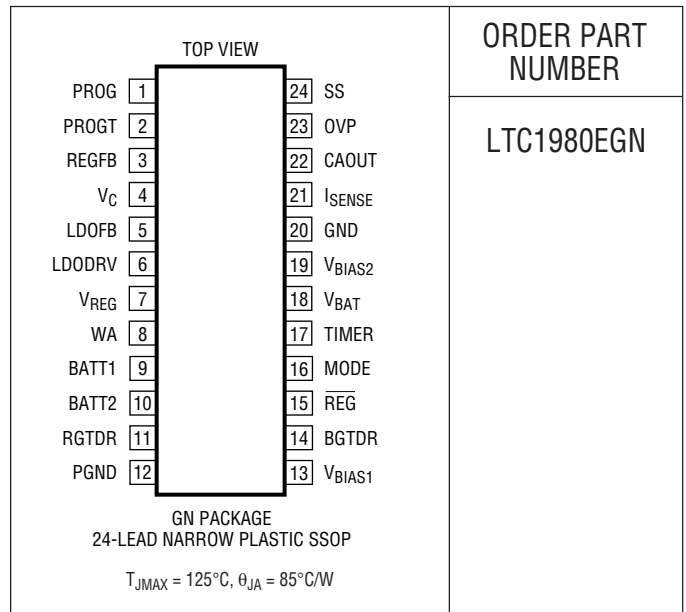 TOP VIEW
PROG 1
PROGT 2
REGFB 3
VC 4
LDOFB 5
LDODRV 6
VREG 7
WA 8
BATT1 9
BATT2 10
RGTDR 11
PGND 12
24 SS
23 OVP
22 CAOUT
21 ISENSE
20 GND
19 VBIAS2
18 VBAT
17 TIMER
16 MODE
15 R̅E̅G̅
14 BGTDR
13 VBIAS1
GN PACKAGE
24-LEAD NARROW PLASTIC SSOP
TJMAX = 125°C, θJA = 85°C/W
ORDER PART
NUMBER
LTC1980EGN